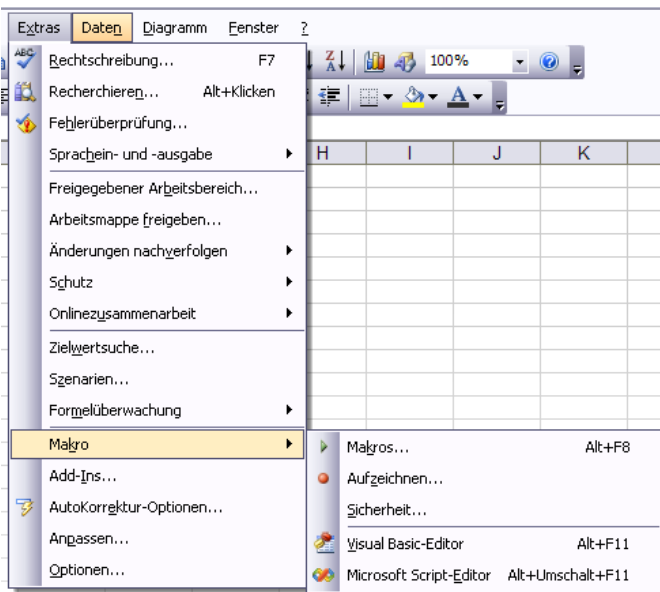 Extras Daten Diagramm Fenster ?
100%
ABC
Rechtschreibung... F7
Recherchieren... Alt+Klicken
Fehlerüberprüfung...
Sprachein- und -ausgabe
H I J K
Freigegebener Arbeitsbereich...
Arbeitsmappe freigeben...
Änderungen nachverfolgen
Schutz
Onlinezusammenarbeit
Zielwertsuche...
Szenarien...
Formelüberwachung
Makro
Add-Ins...
AutoKorrektur-Optionen...
Anpassen...
Optionen...
Makros... Alt+F8
Aufzeichnen...
Sicherheit...
Visual Basic-Editor Alt+F11
Microsoft Script-Editor Alt+Umschalt+F11